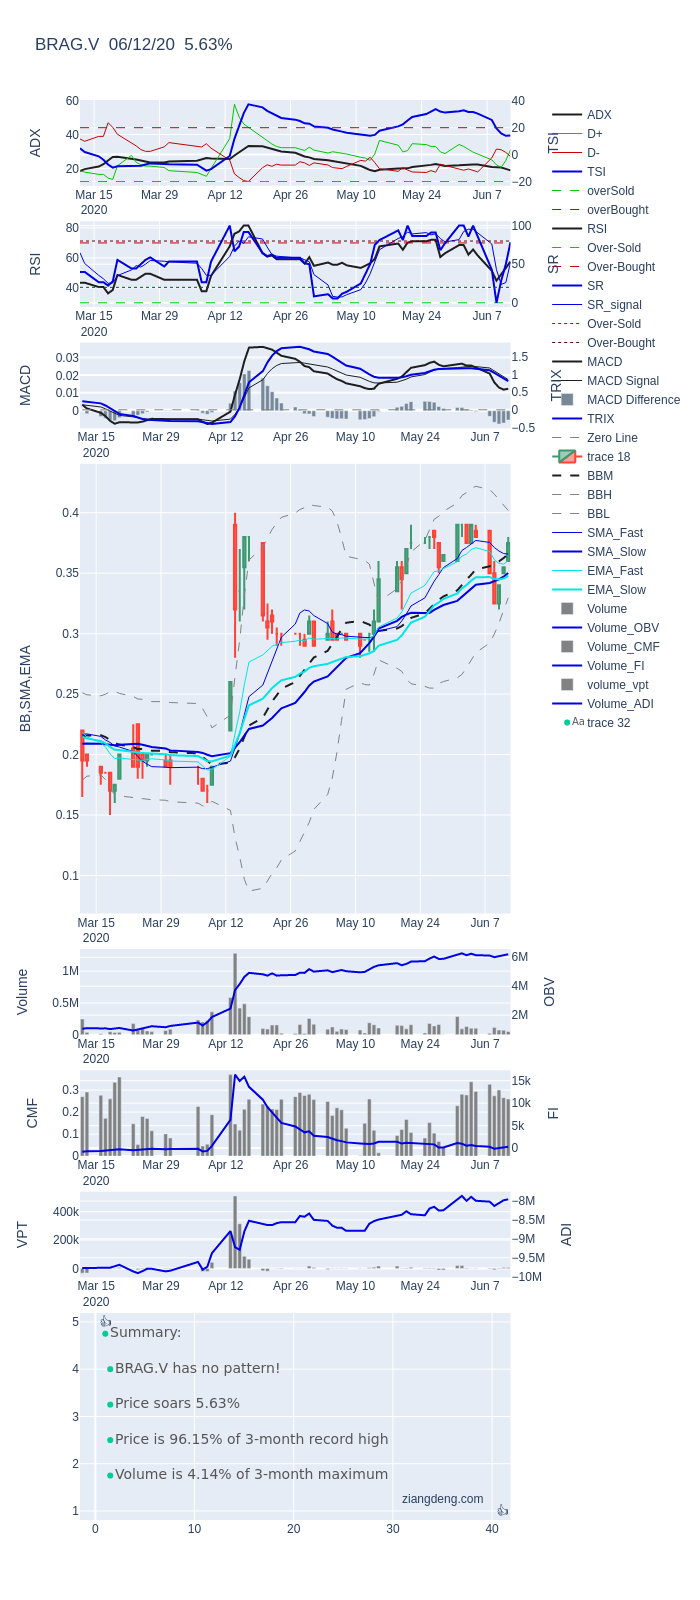 BRAG.V  06/12/20  5.63%
60
40
20
ADX
40
20
0
−20
TSI
Mar 15
2020
Mar 29
Apr 12
Apr 26
May 10
May 24
Jun 7
80
60
40
RSI
100
50
0
SR
Mar 15
2020
Mar 29
Apr 12
Apr 26
May 10
May 24
Jun 7
0.03
0.02
0.01
0
MACD
1.5
1
0.5
0
−0.5
TRIX
Mar 15
2020
Mar 29
Apr 12
Apr 26
May 10
May 24
Jun 7
0.4
0.35
0.3
0.25
0.2
0.15
0.1
BB,SMA,EMA
Mar 15
2020
Mar 29
Apr 12
Apr 26
May 10
May 24
Jun 7
1M
0.5M
0
Volume
6M
4M
2M
OBV
Mar 15
2020
Mar 29
Apr 12
Apr 26
May 10
May 24
Jun 7
0.3
0.2
0.1
0
CMF
15k
10k
5k
0
FI
Mar 15
2020
Mar 29
Apr 12
Apr 26
May 10
May 24
Jun 7
400k
200k
0
VPT
−8M
−8.5M
−9M
−9.5M
−10M
ADI
Mar 15
2020
Mar 29
Apr 12
Apr 26
May 10
May 24
Jun 7
5
4
3
2
1
👍
Summary:
BRAG.V has no pattern!
Price soars 5.63%
Price is 96.15% of 3-month record high
Volume is 4.14% of 3-month maximum
ziangdeng.com
👍
0
10
20
30
40
ADX
D+
D-
TSI
overSold
overBought
RSI
Over-Sold
Over-Bought
SR
SR_signal
Over-Sold
Over-Bought
MACD
MACD Signal
MACD Difference
TRIX
Zero Line
trace 18
BBM
BBH
BBL
SMA_Fast
SMA_Slow
EMA_Fast
EMA_Slow
Volume
Volume_OBV
Volume_CMF
Volume_FI
volume_vpt
Volume_ADI
Aa trace 32